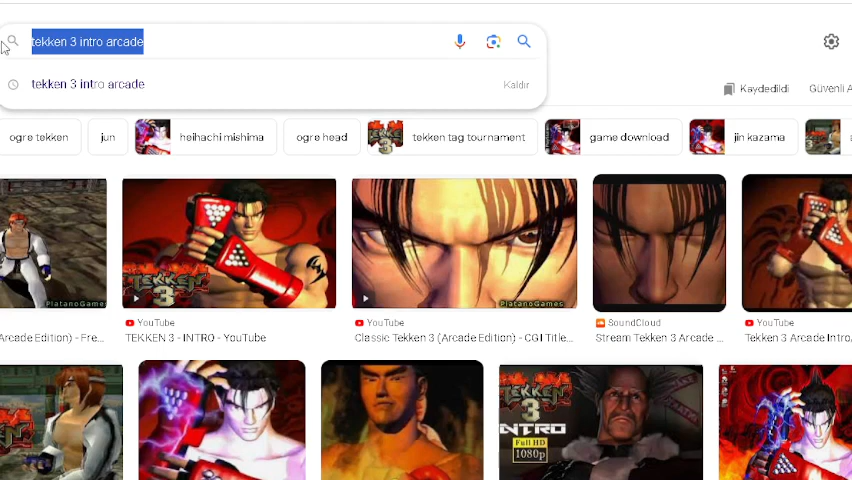 tekken 3 intro arcade
tekken 3 intro arcade
Kaldır
Kaydedildi
Güvenli A
ogre tekken
jun
heihachi mishima
ogre head
tekken tag tournament
game download
jin kazama
TEKKEN
3
PlatanoGames
PlatanoGames
YouTube
YouTube
SoundCloud
YouTube
Arcade Edition) - Fre...
TEKKEN 3 - INTRO - YouTube
Classic Tekken 3 (Arcade Edition) - CGI Title...
Stream Tekken 3 Arcade ...
Tekken 3 Arcade Intro
TEKKEN
3
INTRO
Full HD
1080p